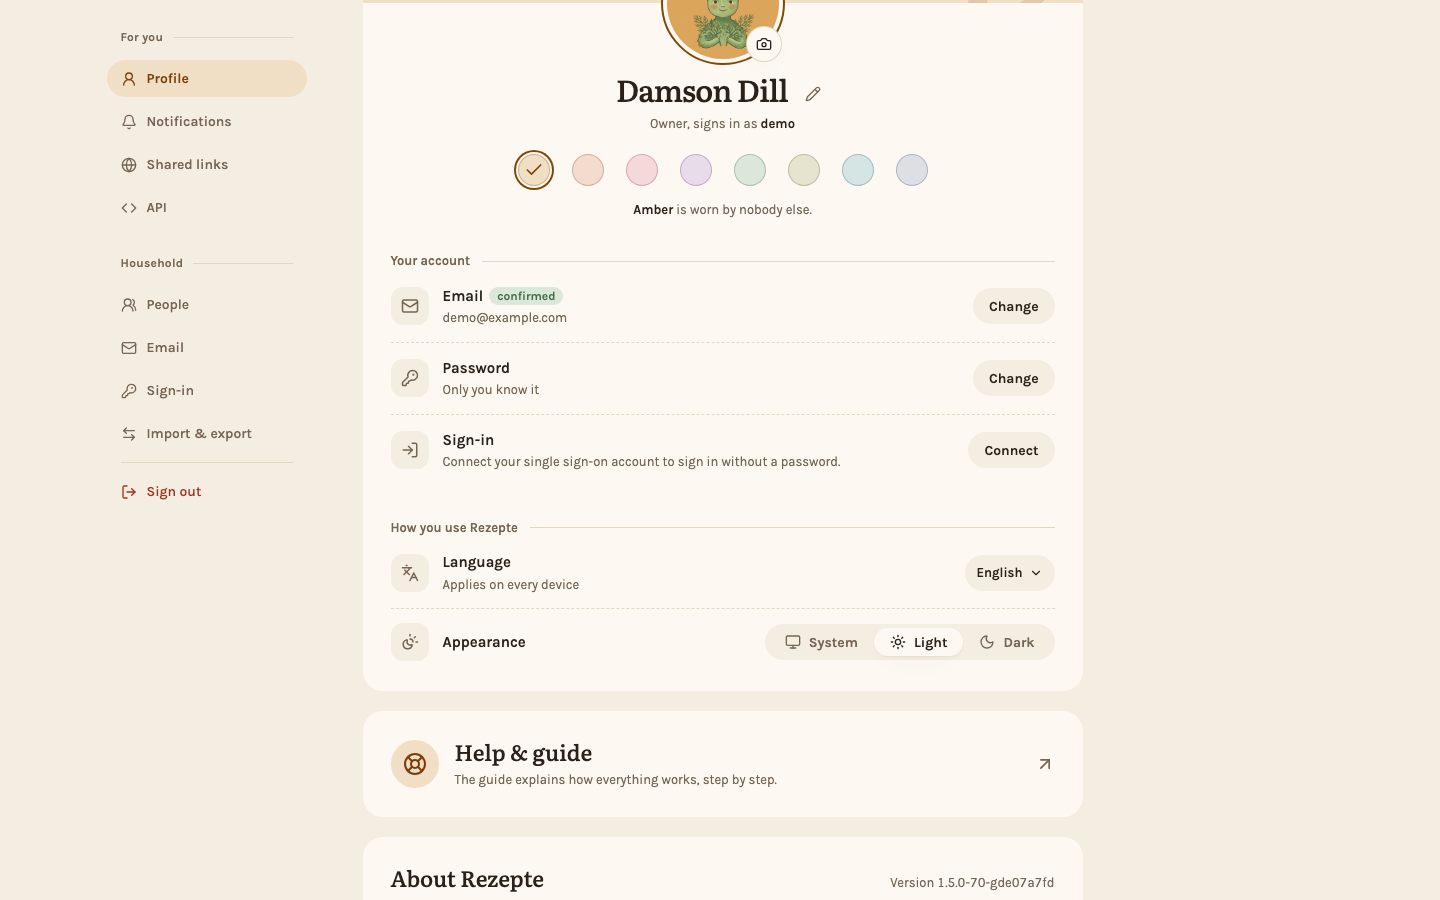 For you
Profile
Notifications
Shared links
API
Household
People
Email
Sign-in
Import & export
Sign out
Damson Dill
Owner, signs in as demo
Amber is worn by nobody else.
Your account
Email confirmed
demo@example.com
Change
Password
Only you know it
Change
Sign-in
Connect your single sign-on account to sign in without a password.
Connect
How you use Rezepte
Language
Applies on every device
English
Appearance
System Light Dark
Help & guide
The guide explains how everything works, step by step.
About Rezepte
Version 1.5.0-70-gde07a7fd